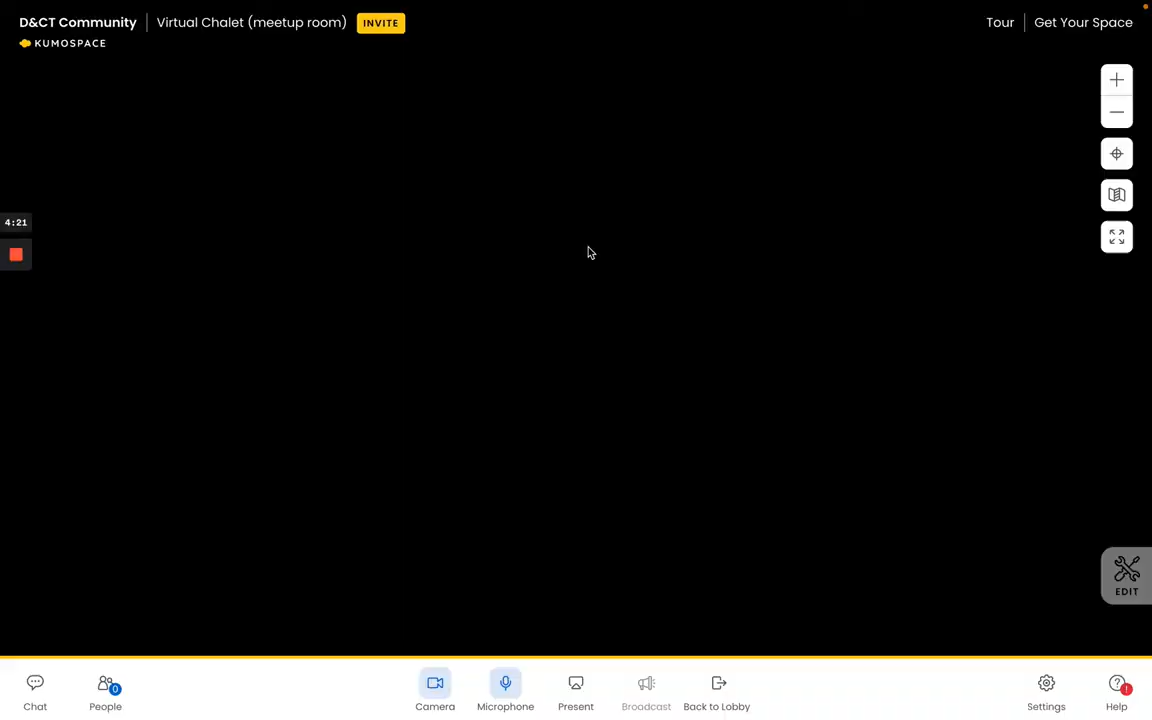 D&CT Community
Virtual Chalet (meetup room)
INVITE
Tour
Get Your Space
KUMOSPACE
4:21
EDIT
0
!
Chat
People
Camera
Microphone
Present
Broadcast
Back to Lobby
Settings
Help